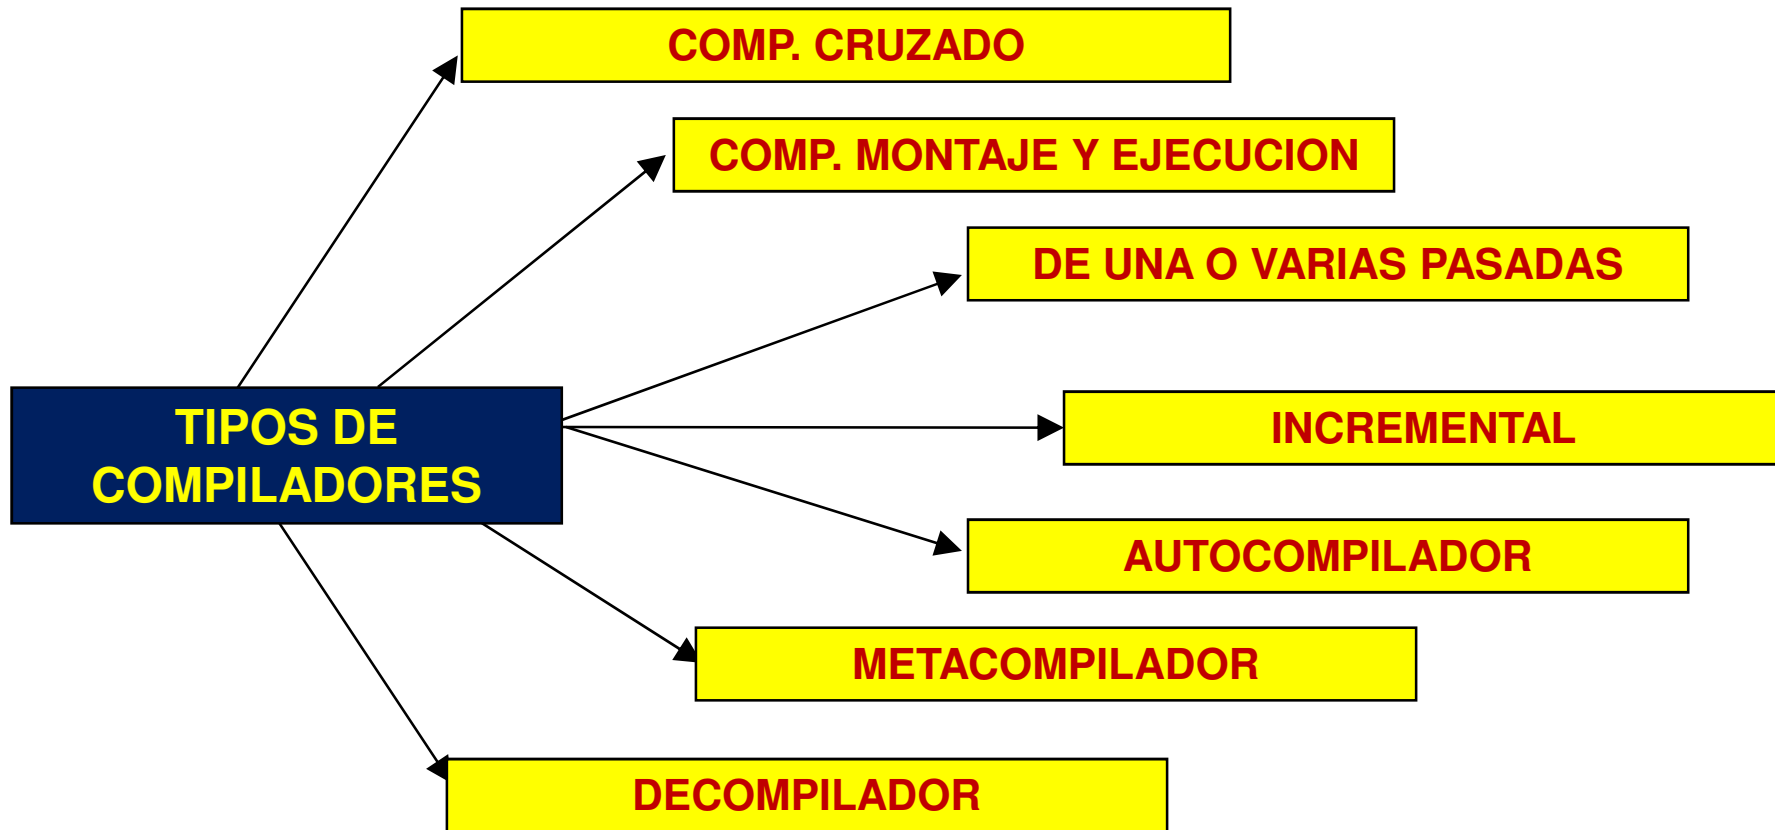 COMP. CRUZADO
COMP. MONTAJE Y EJECUCION
DE UNA O VARIAS PASADAS
TIPOS DE
COMPILADORES
INCREMENTAL
AUTOCOMPILADOR
METACOMPILADOR
DECOMPILADOR